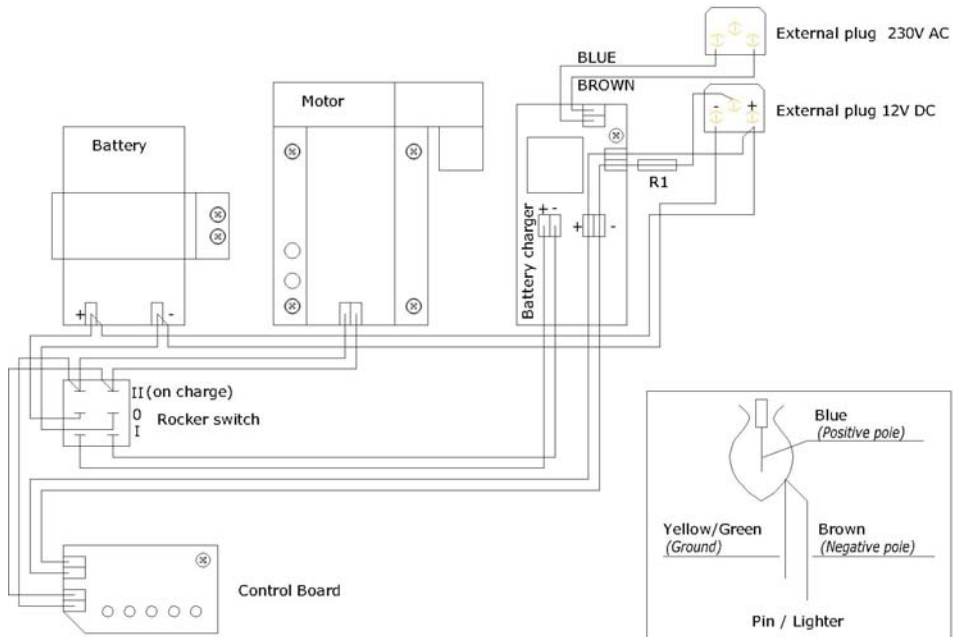 External plug 230V AC
BLUE
BROWN
Motor
External plug 12V DC
- +
Battery
R1
+ -
+ -
Battery charger
+ -
II (on charge)
0
Rocker switch
I
Blue
(Positive pole)
Yellow/Green
(Ground)
Brown
(Negative pole)
Control Board
Pin / Lighter